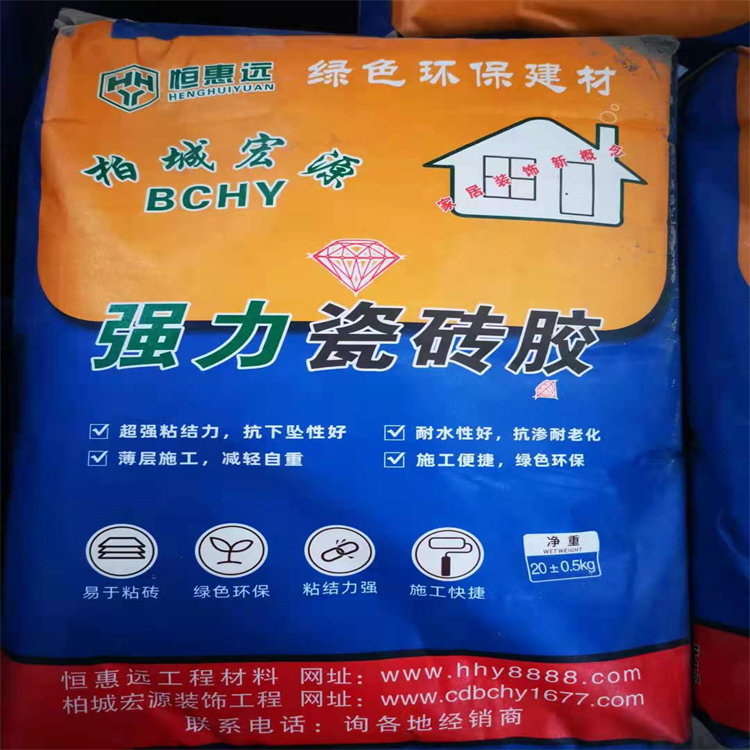 恒惠远
HENGHUIYUAN
绿色环保建材
柏城宏源
BCHY
家居装饰新概念
强力瓷砖胶
超强粘结力，抗下坠性好
耐水性好，抗渗耐老化
薄层施工，减轻自重
施工便捷，绿色环保
易于粘砖
绿色环保
粘结力强
施工快捷
净重
WETWEIGHT
20±0.5kg
恒惠远工程材料 网址：www.hhy8888.com
柏城宏源装饰工程 网址：www.cdbchy1677.com
联系电话：询各地经销商